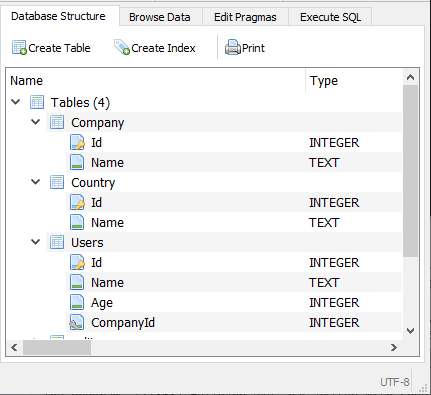 Database Structure Browse Data Edit Pragmas Execute SQL
Create Table Create Index Print
Name Type
Tables (4)
Company
Id INTEGER
Name TEXT
Country
Id INTEGER
Name TEXT
Users
Id INTEGER
Name TEXT
Age INTEGER
CompanyId INTEGER
UTF-8